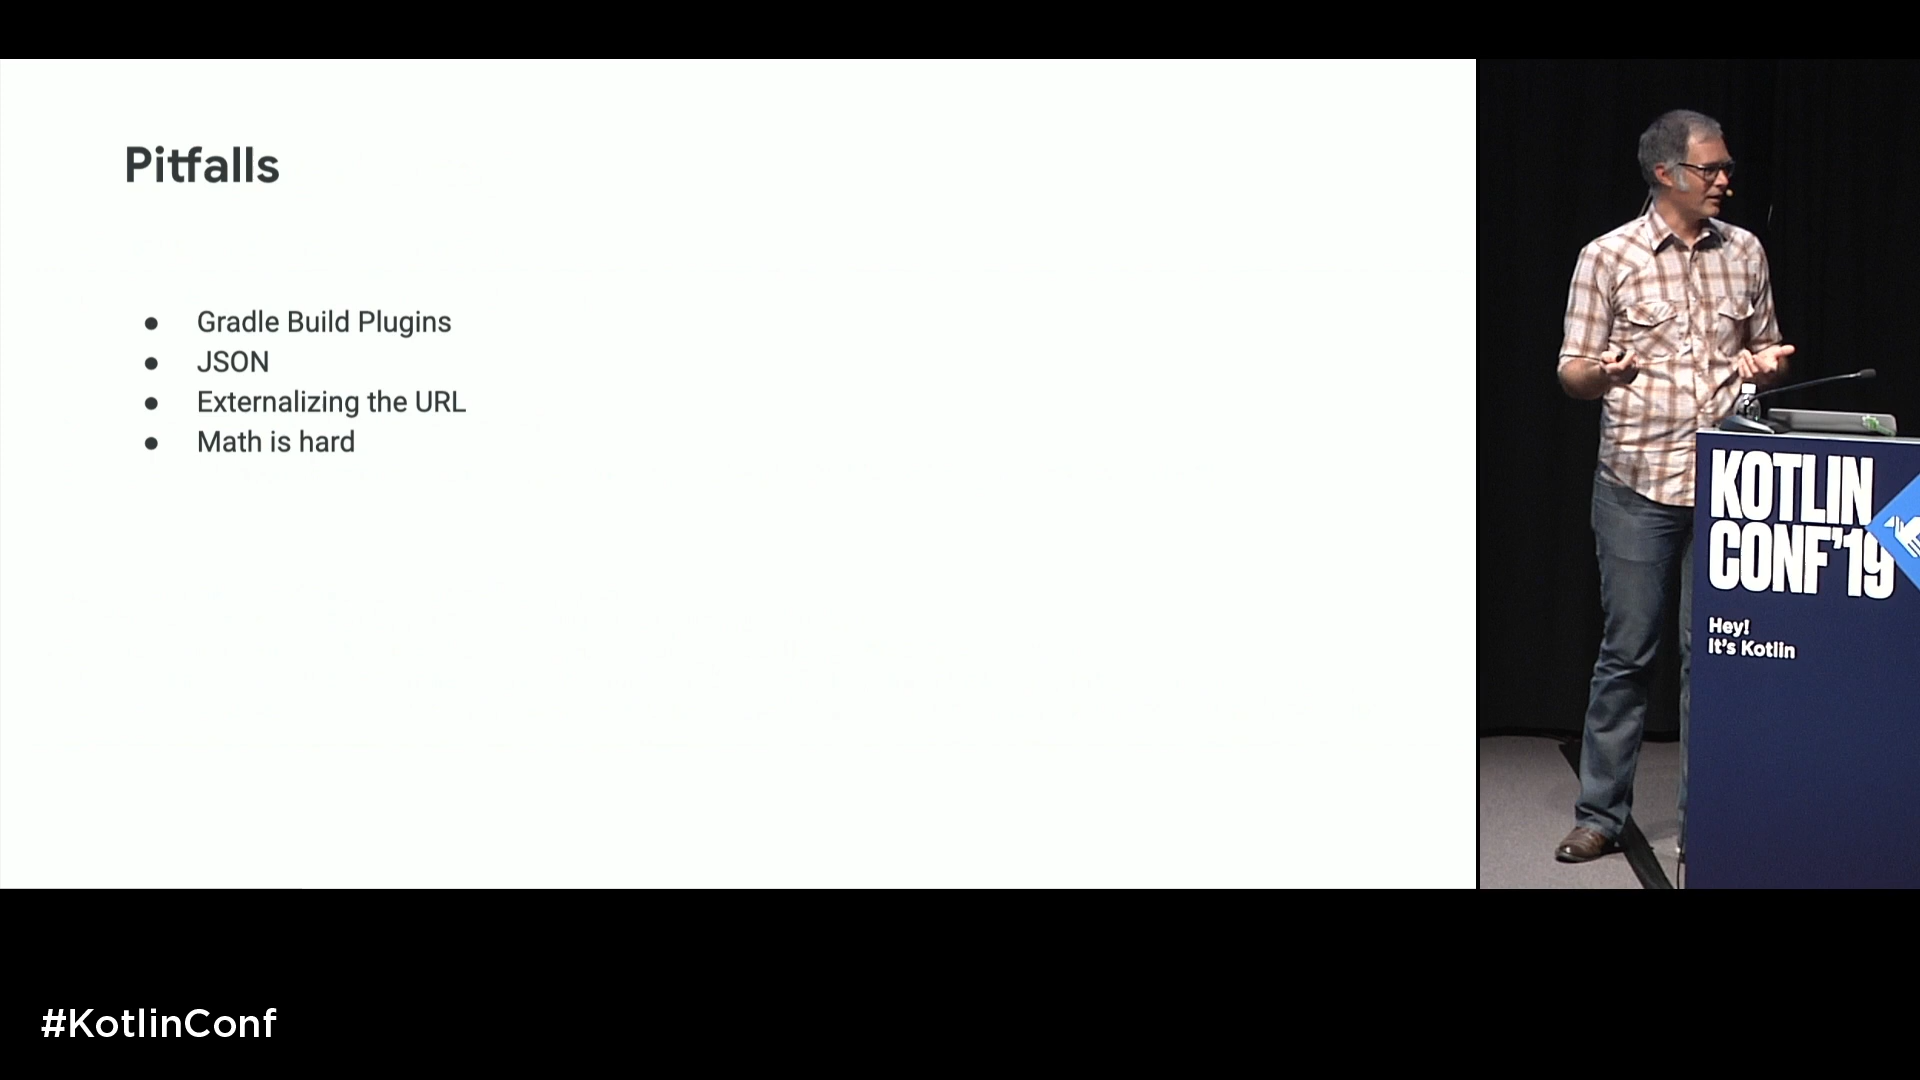 Pitfalls
● Gradle Build Plugins
● JSON
● Externalizing the URL
● Math is hard
KOTLIN
CONF'19
Hey!
It's Kotlin
#KotlinConf